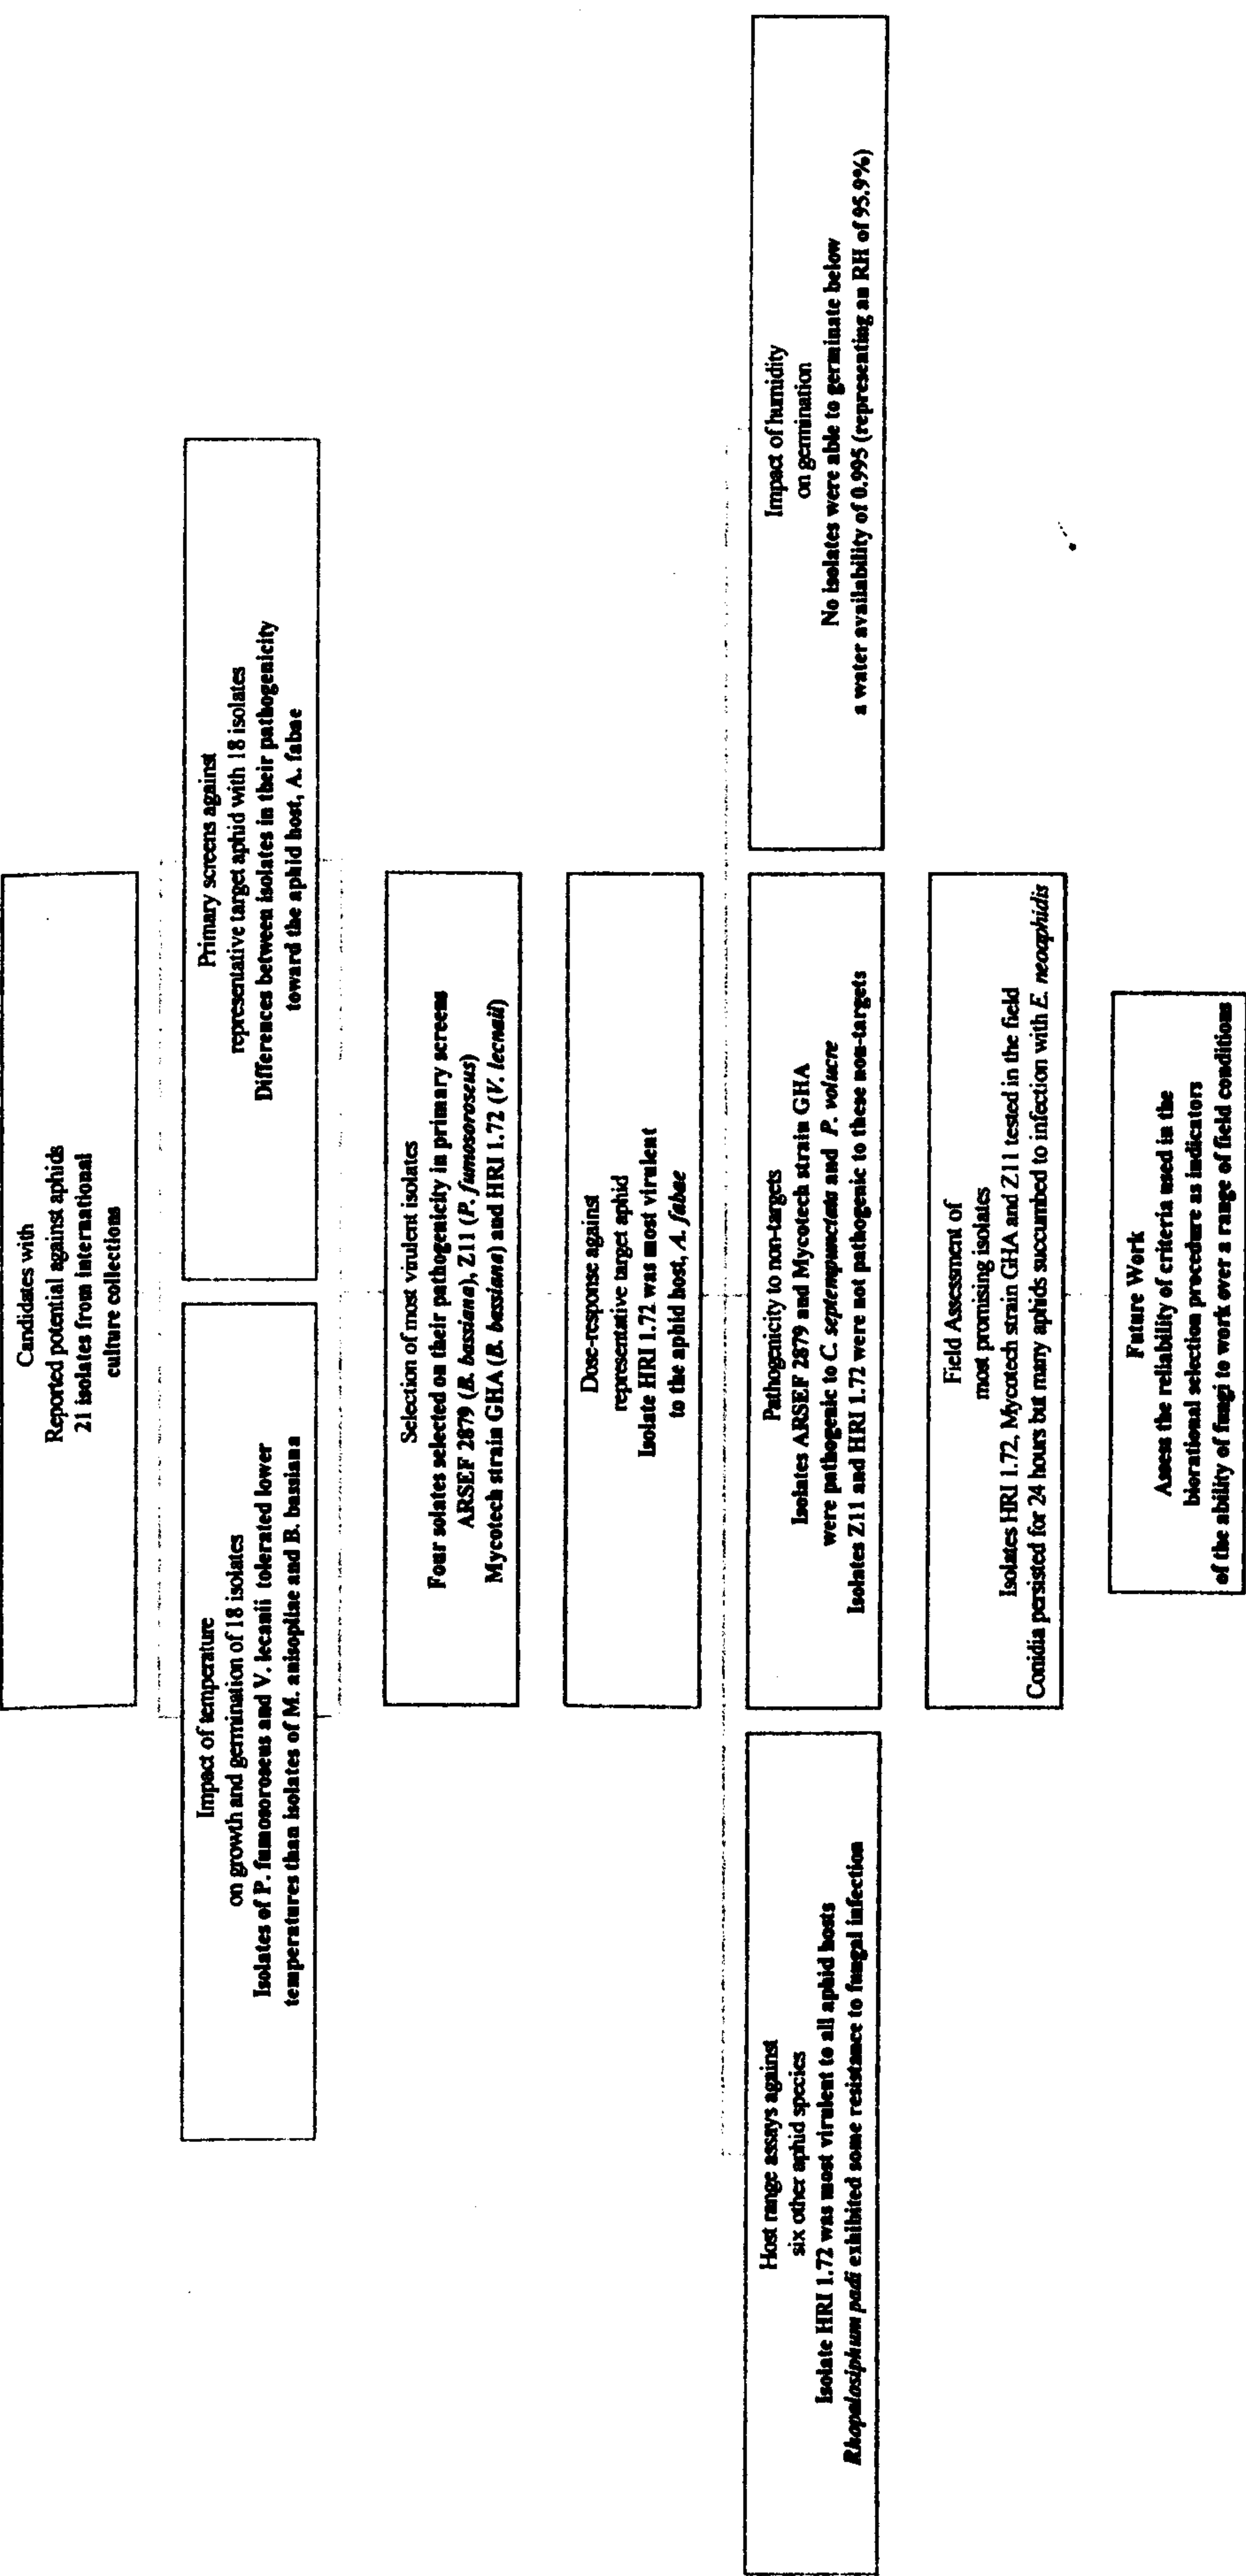 Candidates with
Reported potential against aphids
21 isolates from international
culture collections
Impact of temperature
on growth and germination of 18 isolates
Isolates of P. fumosoroseus and V. lecanii tolerated lower
temperatures than isolates of M. anisopliae and B. bassiana
Primary screens against
representative target aphid with 18 isolates
Differences between isolates in their pathogenicity
toward the aphid host, A. fabae
Selection of most virulent isolates
Four solates selected on their pathogenicity in primary screens
ARSEF 2879 (B. bassiana), Z11 (P. fumosoroseus)
Mycotech strain GHA (B. bassiana) and HRI 1.72 (V. lecnaii)
Dose-response against
representative target aphid
Isolate HRI 1.72 was most virulent
to the aphid host, A. fabae
Host range assays against
six other aphid species
Isolate HRI 1.72 was most virulent to all aphid hosts
Rhopalosiphum padi exhibited some resistance to fungal infection
Pathogenicity to non-targets
Isolates ARSEF 2879 and Mycotech strain GHA
were pathogenic to C. septempunctata and P. volucre
Isolates Z11 and HRI 1.72 were not pathogenic to these non-targets
Impact of humidity
on germination
No isolates were able to germinate below
a water availability of 0.995 (representing an RH of 95.9%)
Field Assessment of
most promising isolates
Isolates HRI 1.72, Mycotech strain GHA and Z11 tested in the field
Conidia persisted for 24 hours but many aphids succumbed to infection with E. neoaphidis
Future Work
Assess the reliability of criteria used in the
biorational selection procedure as indicators
of the ability of fungi to work over a range of field conditions